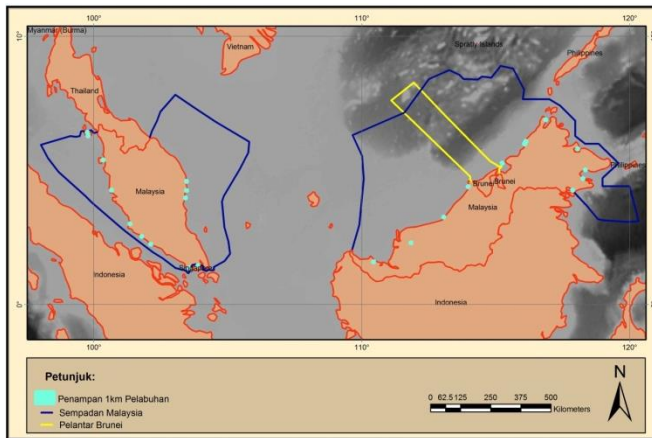 100°
110°
120°
Myanmar (Burma)
10°
10°
Vietnam
Spratly Islands
Philippines
Thailand
Philippines
Malaysia
Brunei
Brunei
Malaysia
Indonesia
Indonesia
0°
0°
100°
110°
120°
Petunjuk:
Penampan 1km Pelabuhan
Sempadan Malaysia
Pelantar Brunei
N
0 62.5 125 250 375 500
Kilometers